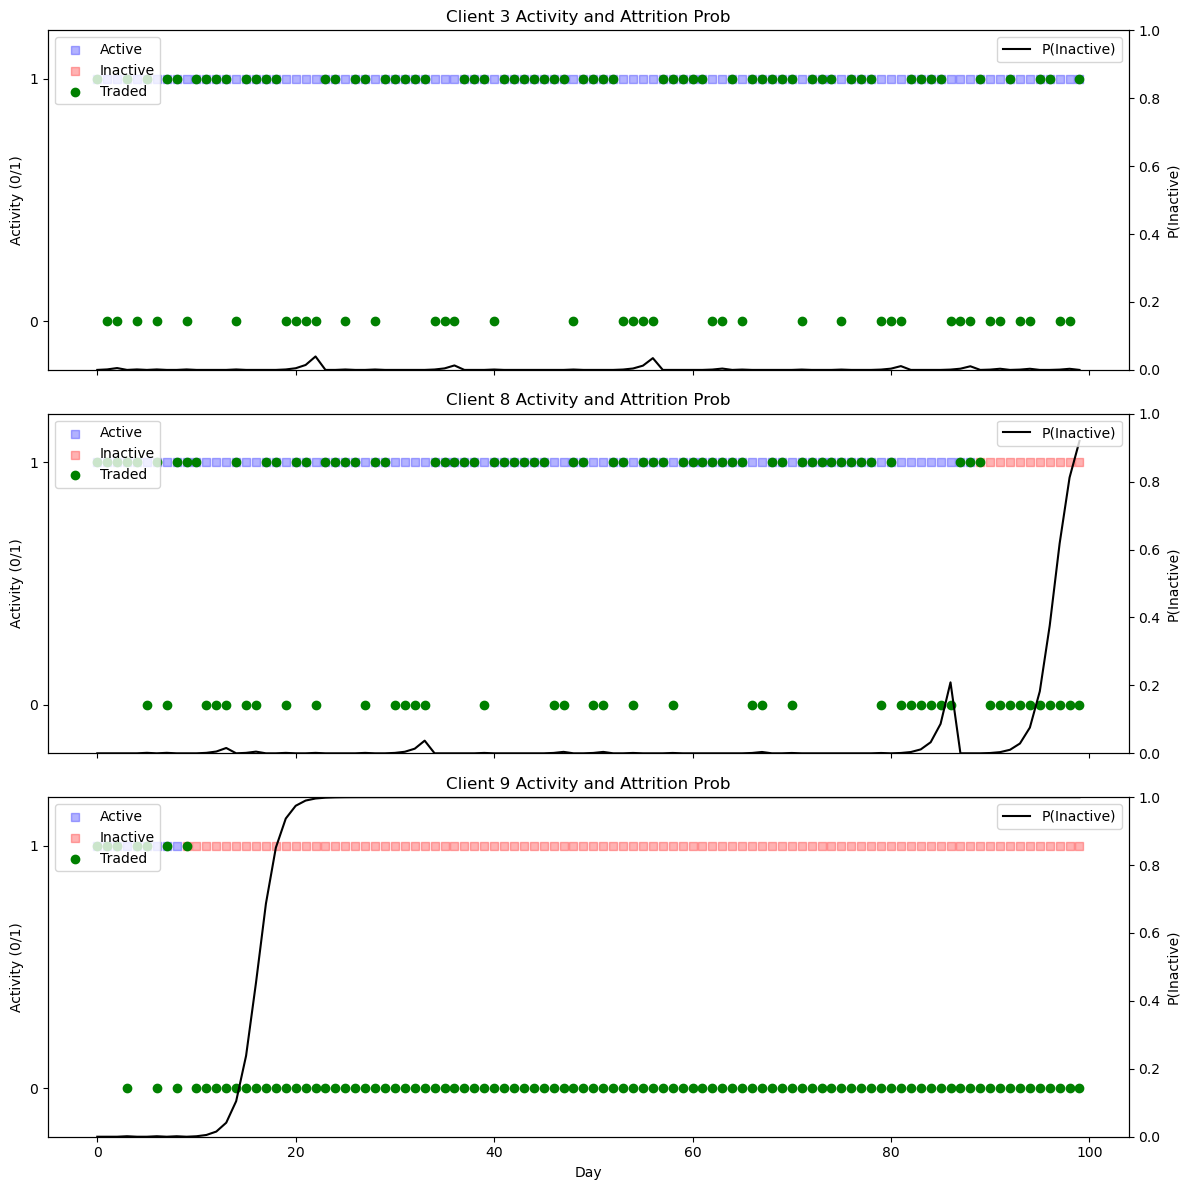 Client 3 Activity and Attrition Prob
Active
Inactive
Traded
P(Inactive)
1
0
Activity (0/1)
1.0
0.8
0.6
0.4
0.2
0.0
P(Inactive)
Client 8 Activity and Attrition Prob
Active
Inactive
Traded
P(Inactive)
1
0
Activity (0/1)
1.0
0.8
0.6
0.4
0.2
0.0
P(Inactive)
Client 9 Activity and Attrition Prob
Active
Inactive
Traded
P(Inactive)
1
0
Activity (0/1)
1.0
0.8
0.6
0.4
0.2
0.0
P(Inactive)
0 20 40 60 80 100
Day